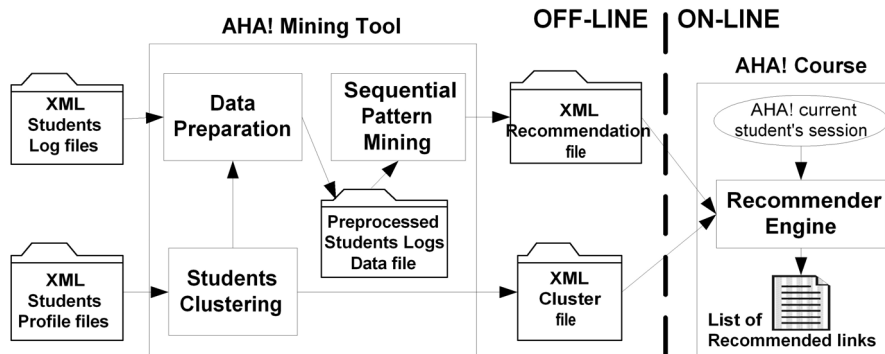 AHA! Mining Tool
OFF-LINE
ON-LINE
XML
Students
Log files
Data
Preparation
Sequential
Pattern
Mining
XML
Recommendation
file
AHA! Course
AHA! current
student's session
Preprocessed
Students Logs
Data file
Recommender
Engine
XML
Students
Profile files
Students
Clustering
XML
Cluster
file
List of
Recommended links